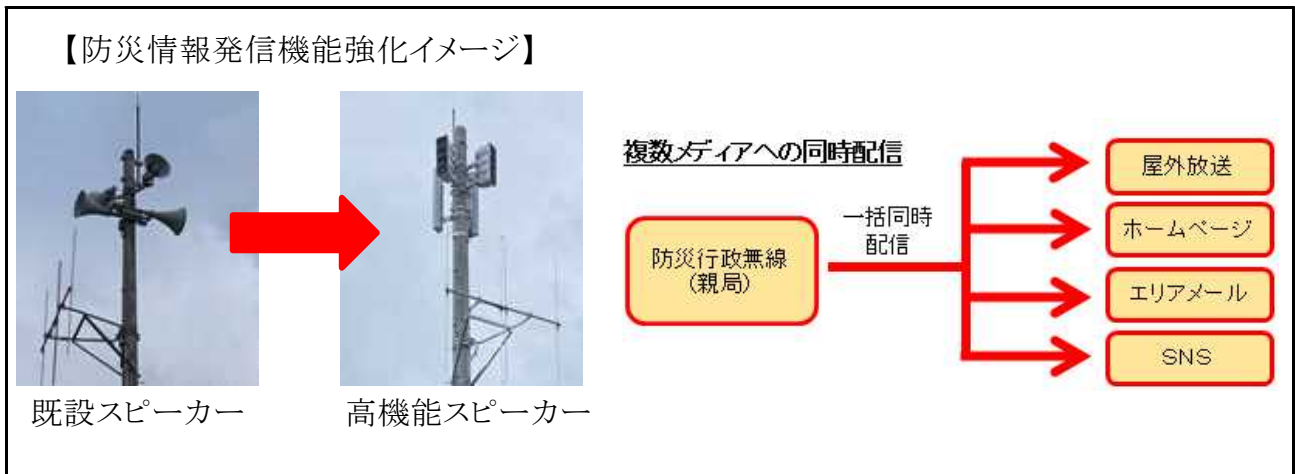 【防災情報発信機能強化イメージ】
複数メディアへの同時配信
防災行政無線
(親局)
一括同時
配信
屋外放送
ホームページ
エリアメール
SNS
既設スピーカー
高機能スピーカー